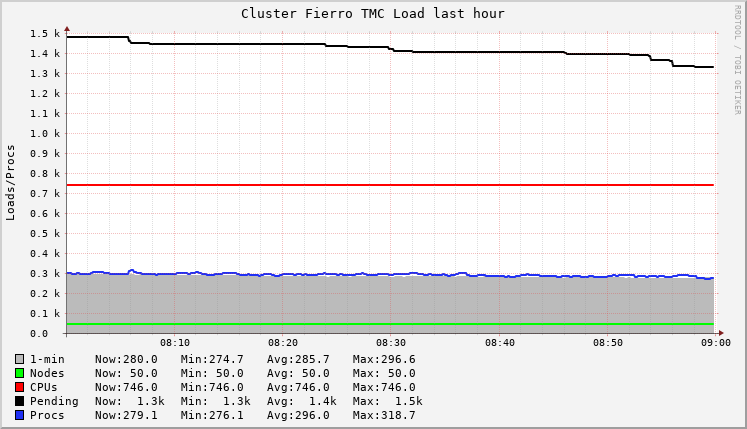 Cluster Fierro TMC Load last hour
RRDTOOL / TOBI OETIKER
Loads/Procs
1.5 k
1.4 k
1.3 k
1.2 k
1.1 k
1.0 k
0.9 k
0.8 k
0.7 k
0.6 k
0.5 k
0.4 k
0.3 k
0.2 k
0.1 k
0.0
08:10 08:20 08:30 08:40 08:50 09:00
1-min Now:280.0 Min:274.7 Avg:285.7 Max:296.6
Nodes Now: 50.0 Min: 50.0 Avg: 50.0 Max: 50.0
CPUs Now:746.0 Min:746.0 Avg:746.0 Max:746.0
Pending Now: 1.3k Min: 1.3k Avg: 1.4k Max: 1.5k
Procs Now:279.1 Min:276.1 Avg:296.0 Max:318.7